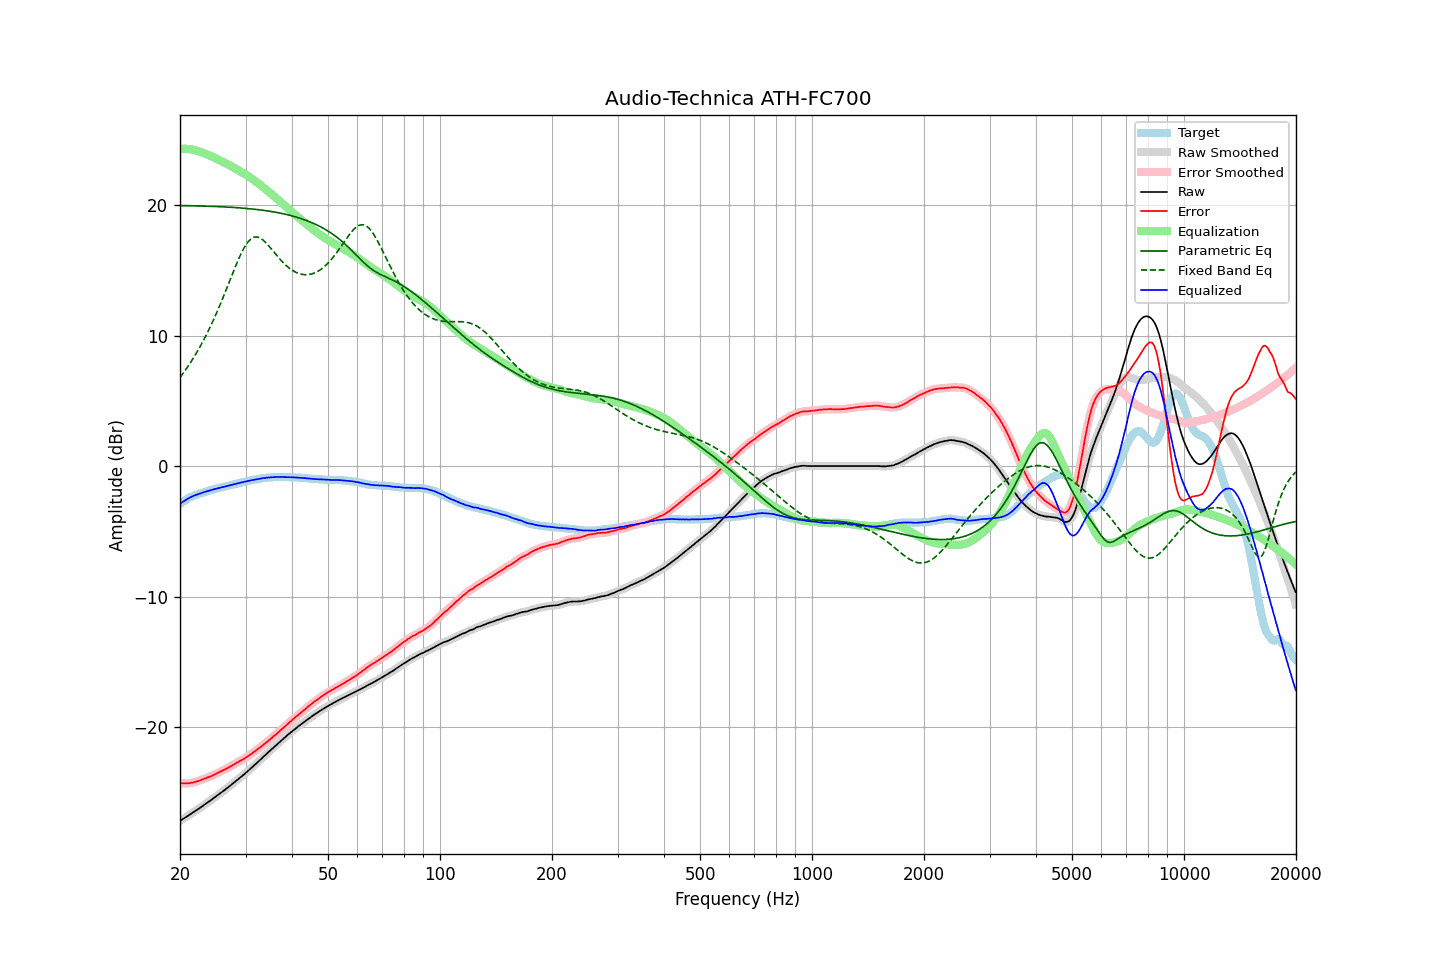 Audio-Technica ATH-FC700
Target
Raw Smoothed
Error Smoothed
Raw
Error
Equalization
Parametric Eq
Fixed Band Eq
Equalized
20
10
0
−10
−20
Amplitude (dBr)
20
50
100
200
500
1000
2000
5000
10000
20000
Frequency (Hz)